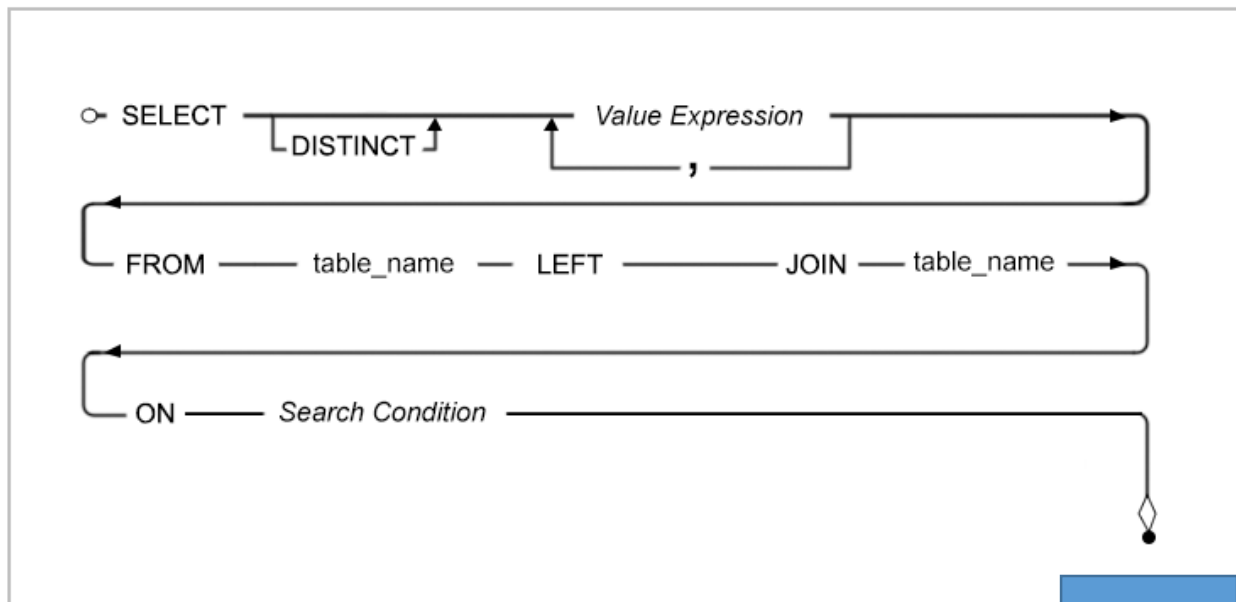 SELECT Value Expression
DISTINCT ,
FROM table_name LEFT JOIN table_name
ON Search Condition